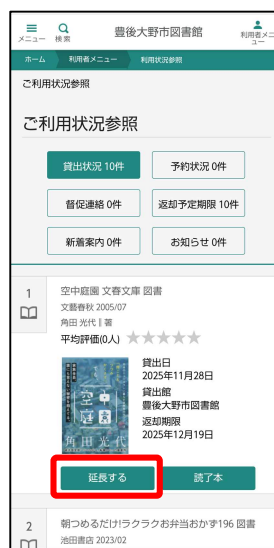 メニュー
検索
豊後大野市図書館
利用者メニュー
ホーム
利用者メニュー
利用状況参照
ご利用状況参照
ご利用状況参照
貸出状況 10件
予約状況 0件
督促連絡 0件
返却予定期限 10件
新着案内 0件
お知らせ 0件
1
空中庭園 文春文庫 図書
文藝春秋 2005/07
角田 光代∥著
平均評価(0人) ★★★★★
空中庭園
角田光代
貸出日
2025年11月28日
貸出館
豊後大野市図書館
返却期限
2025年12月19日
延長する
読了本
2
朝つめるだけ!ラクラクお弁当おかず196 図書
池田書店 2023/02